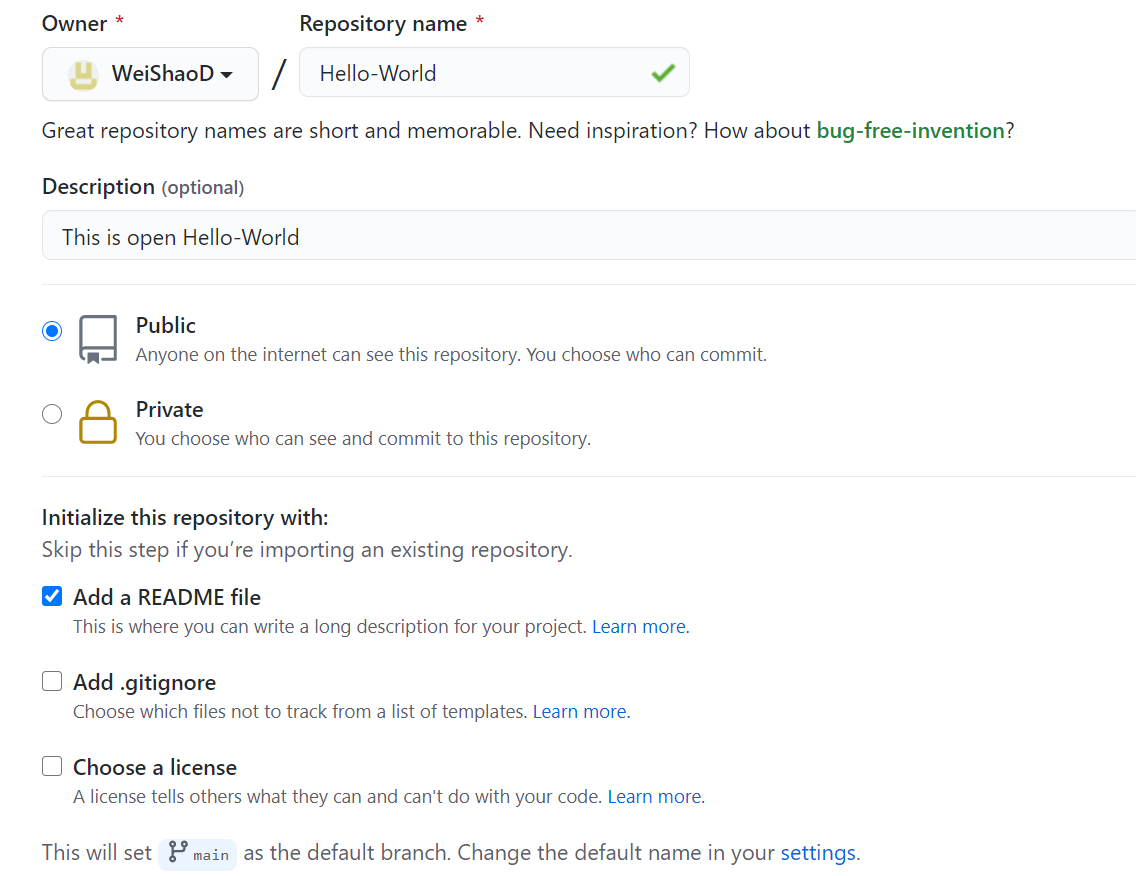 Owner * Repository name *
WeiShaoD / Hello-World
Great repository names are short and memorable. Need inspiration? How about bug-free-invention?
Description (optional)
This is open Hello-World
Public
Anyone on the internet can see this repository. You choose who can commit.
Private
You choose who can see and commit to this repository.
Initialize this repository with:
Skip this step if you’re importing an existing repository.
Add a README file
This is where you can write a long description for your project. Learn more.
Add .gitignore
Choose which files not to track from a list of templates. Learn more.
Choose a license
A license tells others what they can and can't do with your code. Learn more.
This will set main as the default branch. Change the default name in your settings.